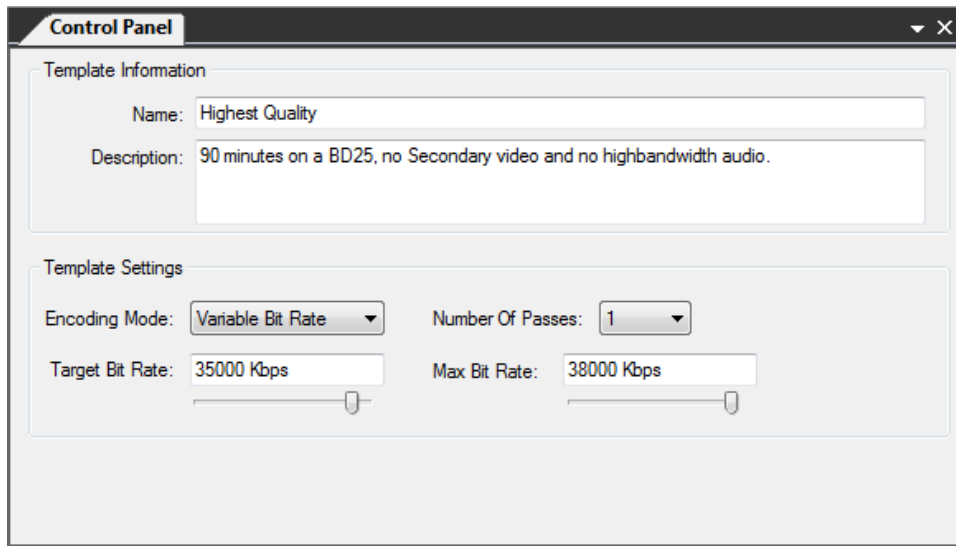 Control Panel
Template Information
Name: Highest Quality
Description: 90 minutes on a BD25, no Secondary video and no highbandwidth audio.
Template Settings
Encoding Mode: Variable Bit Rate Number Of Passes: 1
Target Bit Rate: 35000 Kbps Max Bit Rate: 38000 Kbps